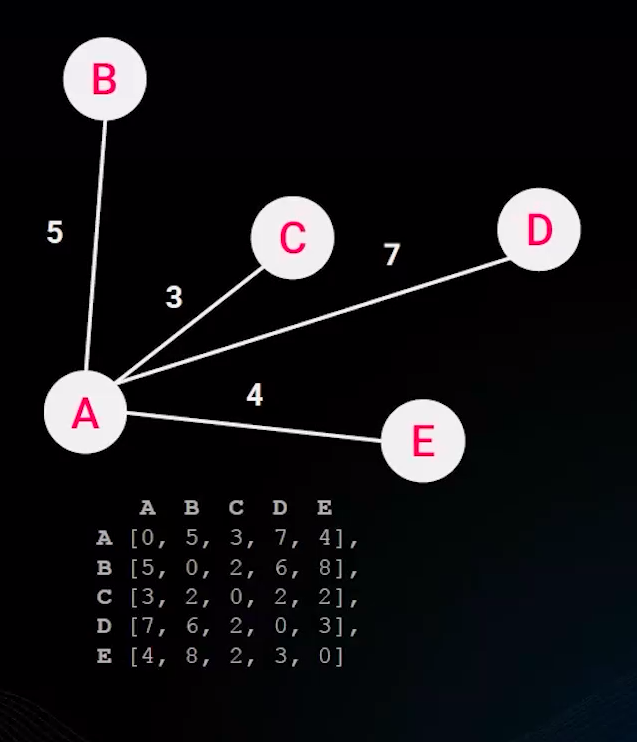 B
5
C
D
7
3
4
A
E
A B C D E
A [0, 5, 3, 7, 4],
B [5, 0, 2, 6, 8],
C [3, 2, 0, 2, 2],
D [7, 6, 2, 0, 3],
E [4, 8, 2, 3, 0]